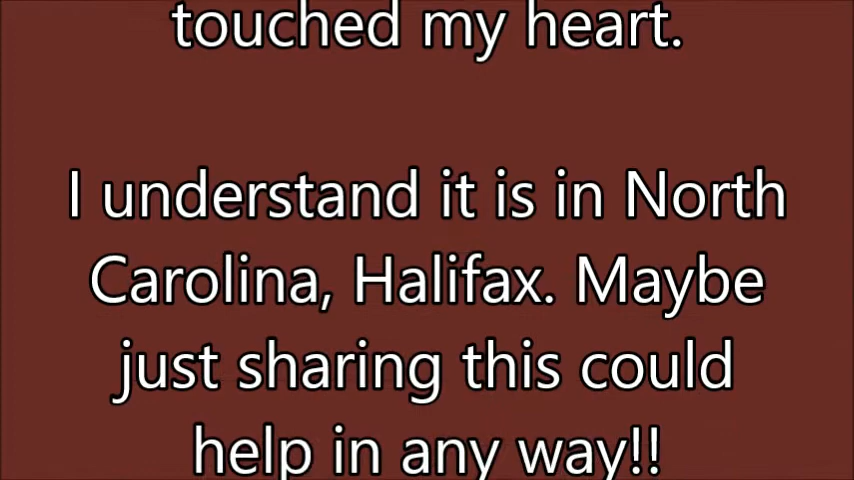 touched my heart.
I understand it is in North
Carolina, Halifax. Maybe
just sharing this could
help in any way!!